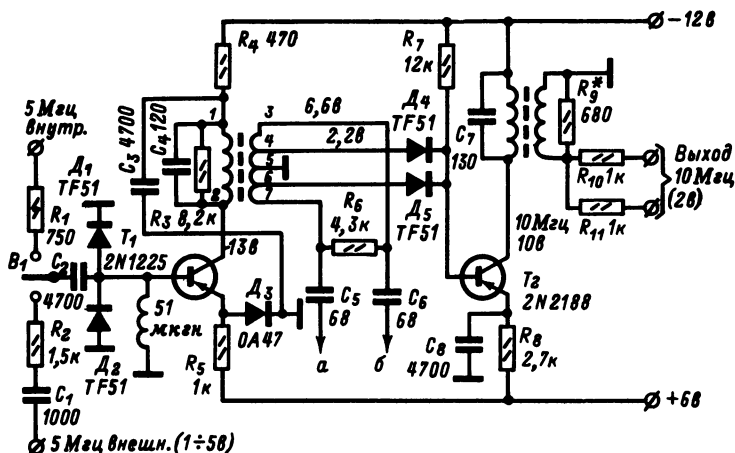 −12в
R4 470
R7
12к
5 Мгц
внутр.
C3 4700
C4 120
1
2
3
4
5
6
7
6,6в
2,2в
Д4
TF51
C7
130
R9*
680
Выход
10 Мгц
(2в)
R10 1к
R11 1к
Д1
TF51
R1
750
T1
2N1225
R3 8,2к
13в
R6
4,3к
Д5
TF51
10Мгц
10в
В1
C2
4700
Д3
OA47
T2
2N2188
R2
1,5к
51
мкгн
C5
68
C6
68
Д2
TF51
R5
1к
а
б
C8
4700
R8
2,7к
C1
1000
+6в
5 Мгц внешн. (1÷5в)